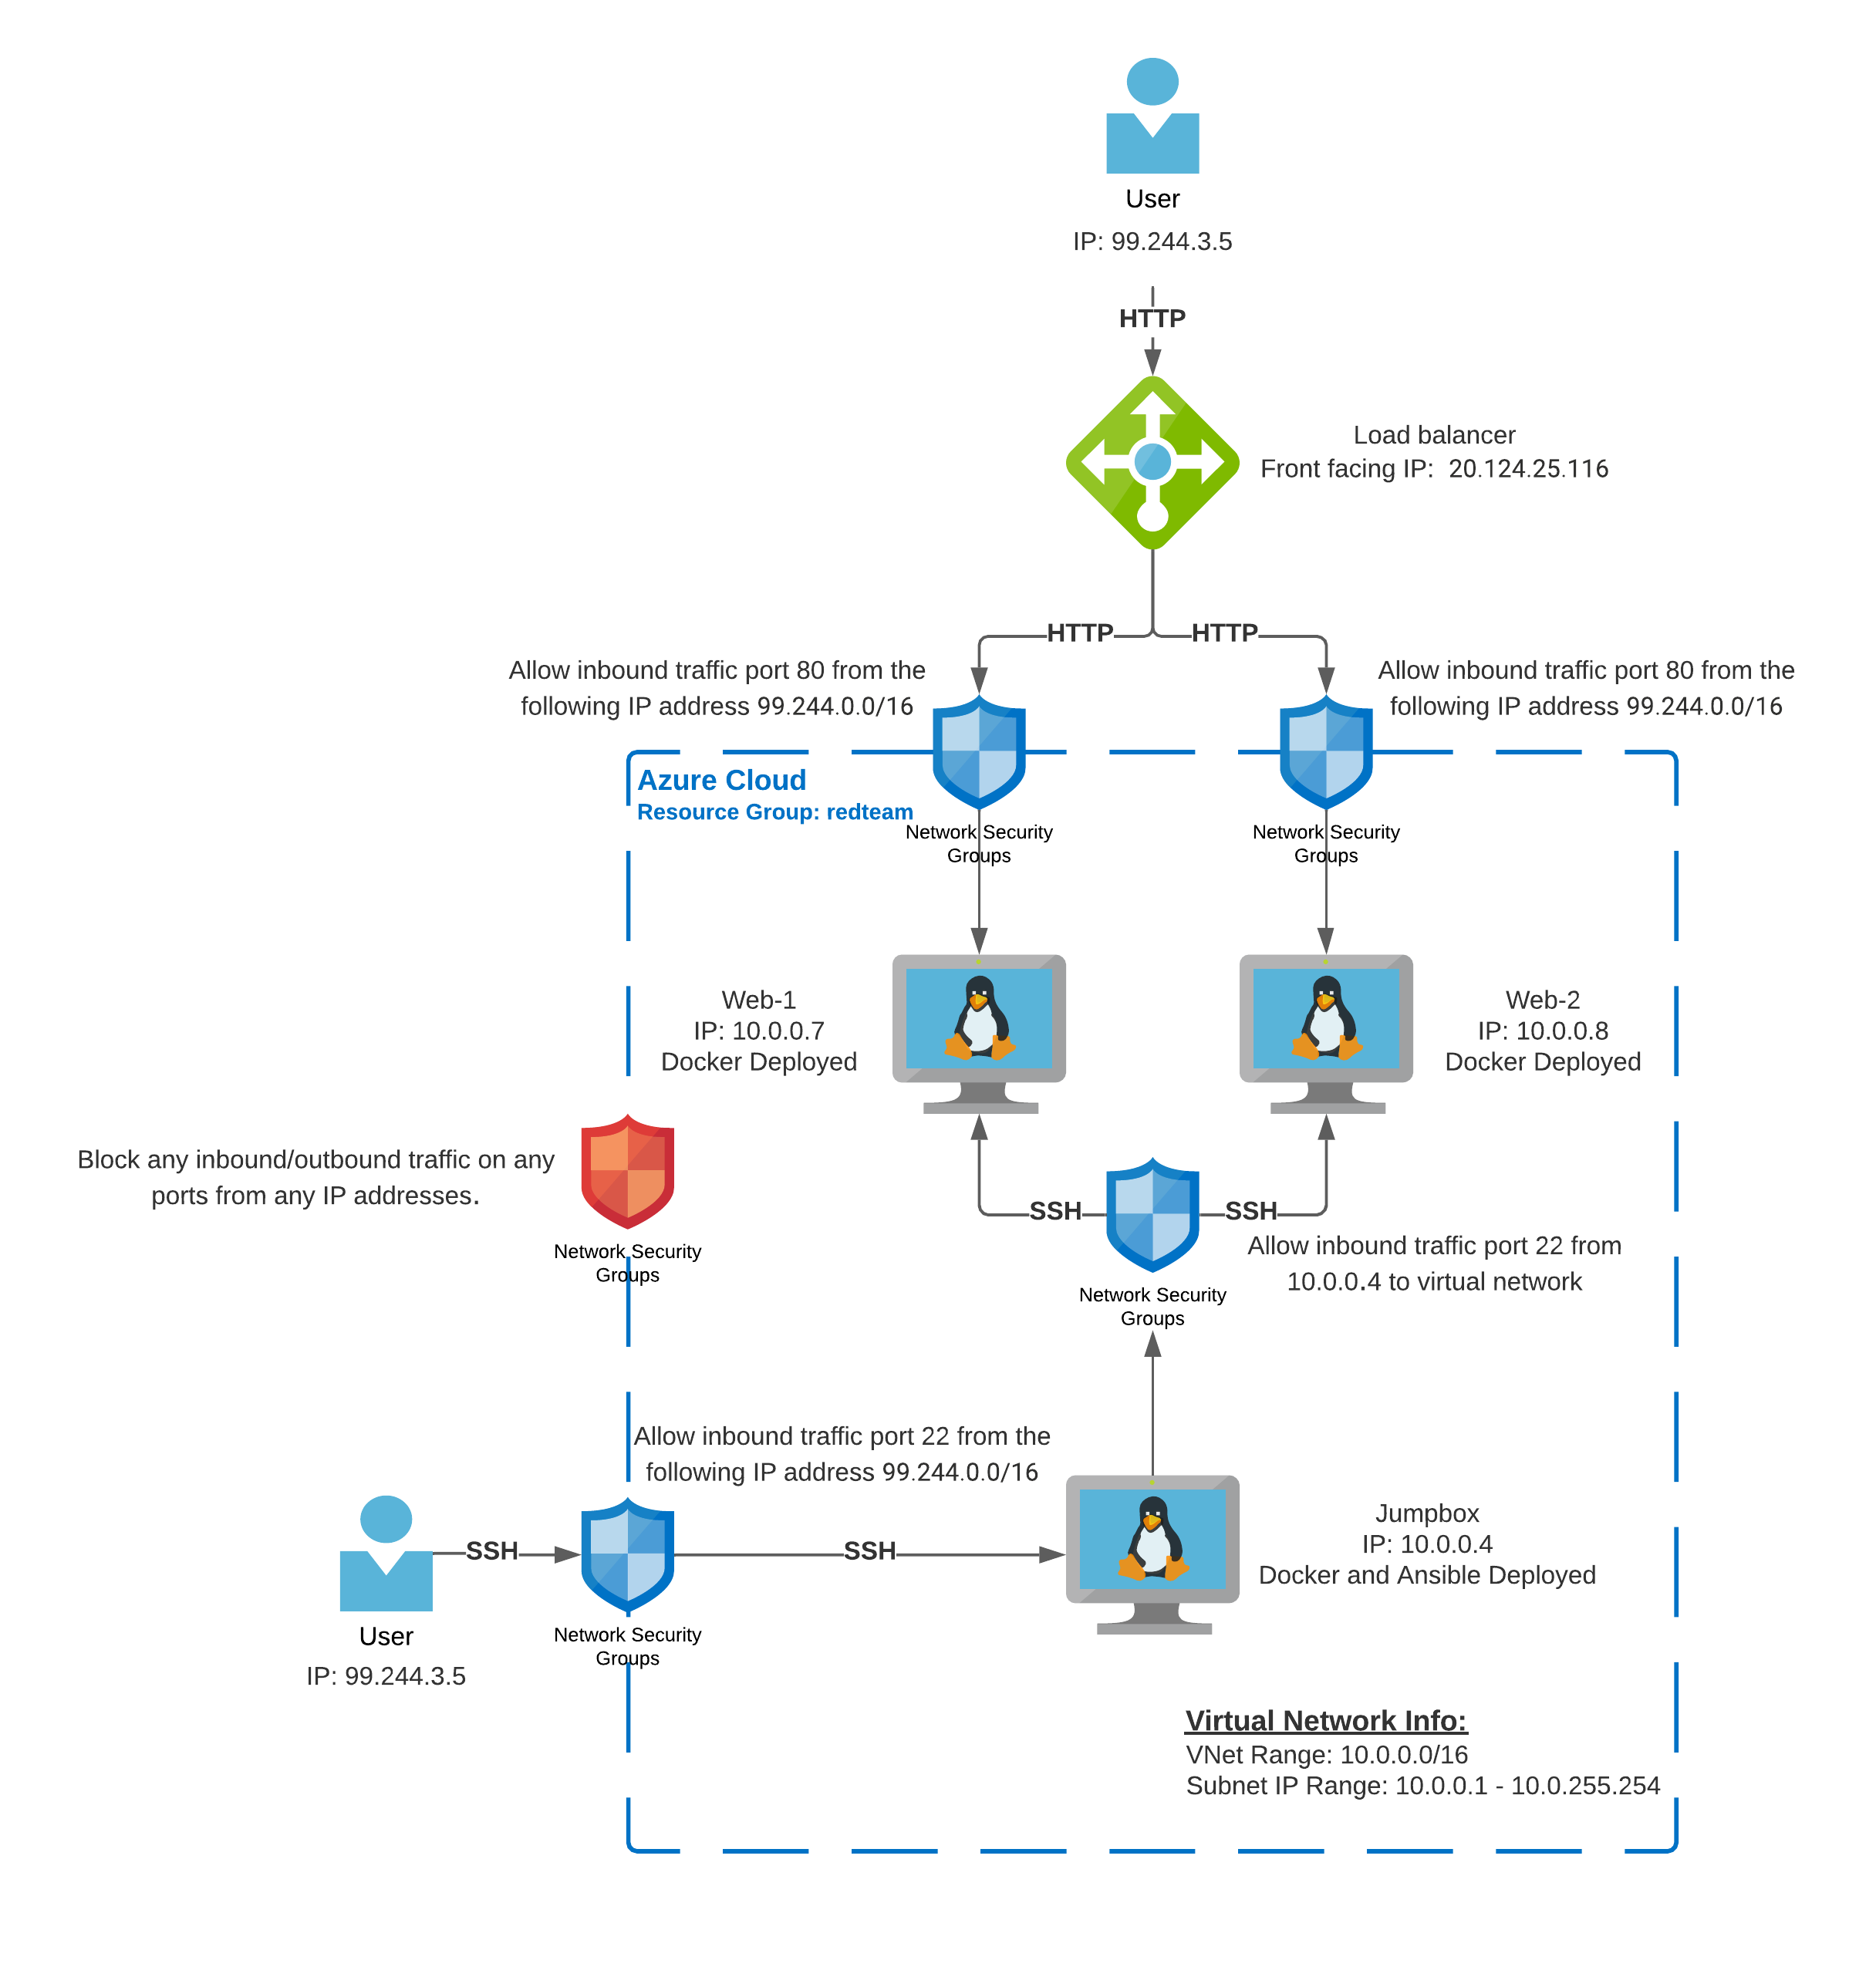 User
IP: 99.244.3.5
HTTP
Load balancer
Front facing IP:  20.124.25.116
HTTP
HTTP
Allow inbound traffic port 80 from the
following IP address 99.244.0.0/16
Allow inbound traffic port 80 from the
following IP address 99.244.0.0/16
Azure Cloud
Resource Group: redteam
Network Security
Groups
Network Security
Groups
Web-1
IP: 10.0.0.7
Docker Deployed
Web-2
IP: 10.0.0.8
Docker Deployed
Block any inbound/outbound traffic on any
ports from any IP addresses.
Network Security
Groups
SSH
SSH
Allow inbound traffic port 22 from
10.0.0.4 to virtual network
Network Security
Groups
Allow inbound traffic port 22 from the
following IP address 99.244.0.0/16
SSH
SSH
User
IP: 99.244.3.5
Network Security
Groups
Jumpbox
IP: 10.0.0.4
Docker and Ansible Deployed
Virtual Network Info:
VNet Range: 10.0.0.0/16
Subnet IP Range: 10.0.0.1 - 10.0.255.254